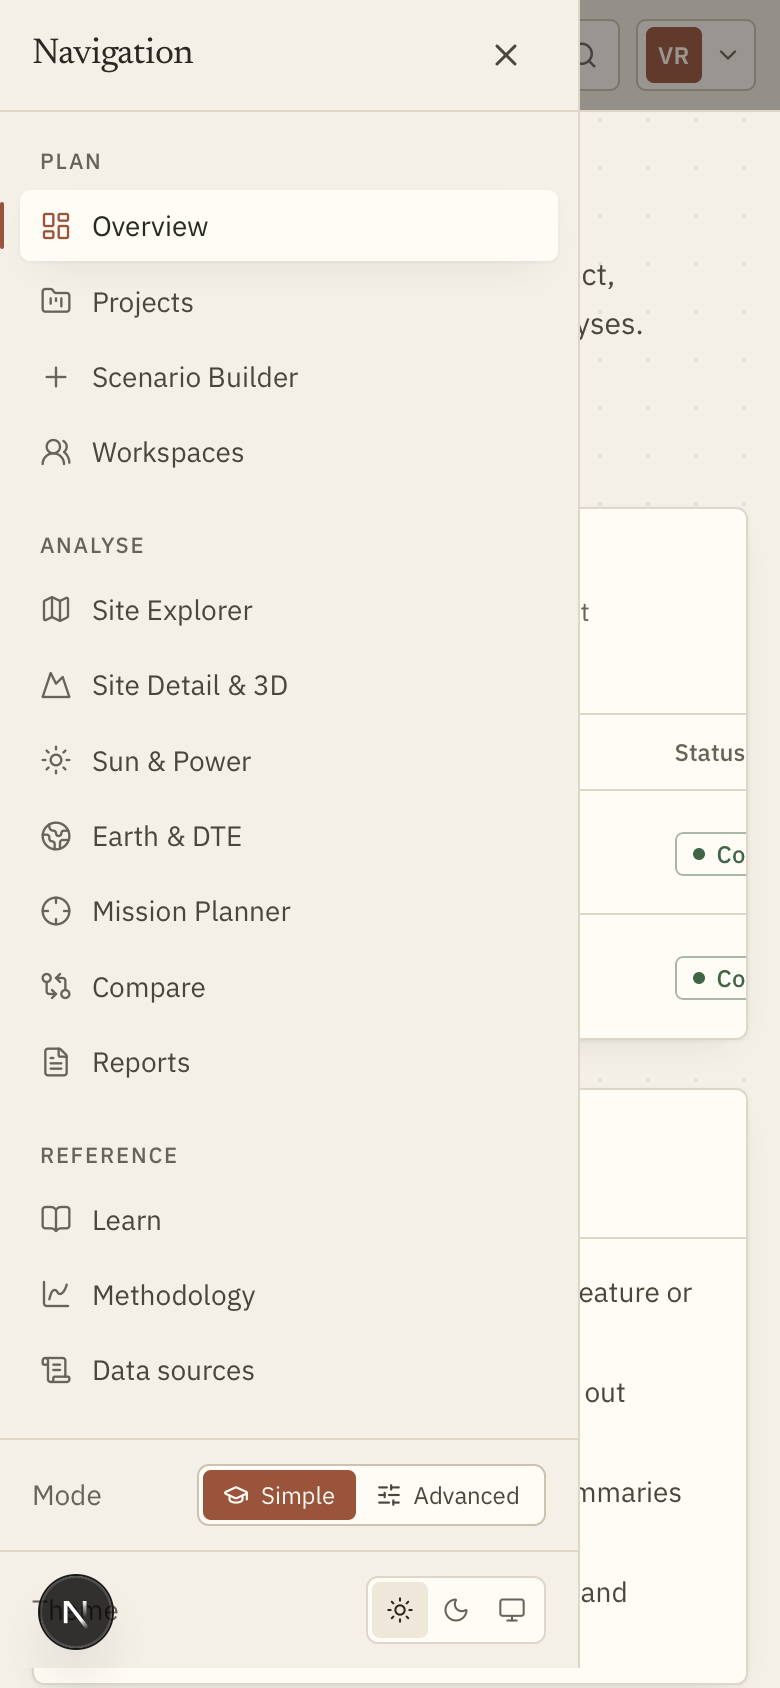 Navigation
VR
PLAN
Overview
Projects
Scenario Builder
Workspaces
ANALYSE
Site Explorer
Site Detail & 3D
Sun & Power
Earth & DTE
Mission Planner
Compare
Reports
REFERENCE
Learn
Methodology
Data sources
Mode
Simple
Advanced
Theme
N
ct,
yses.
t
Status
Co
Co
eature or
out
mmaries
and